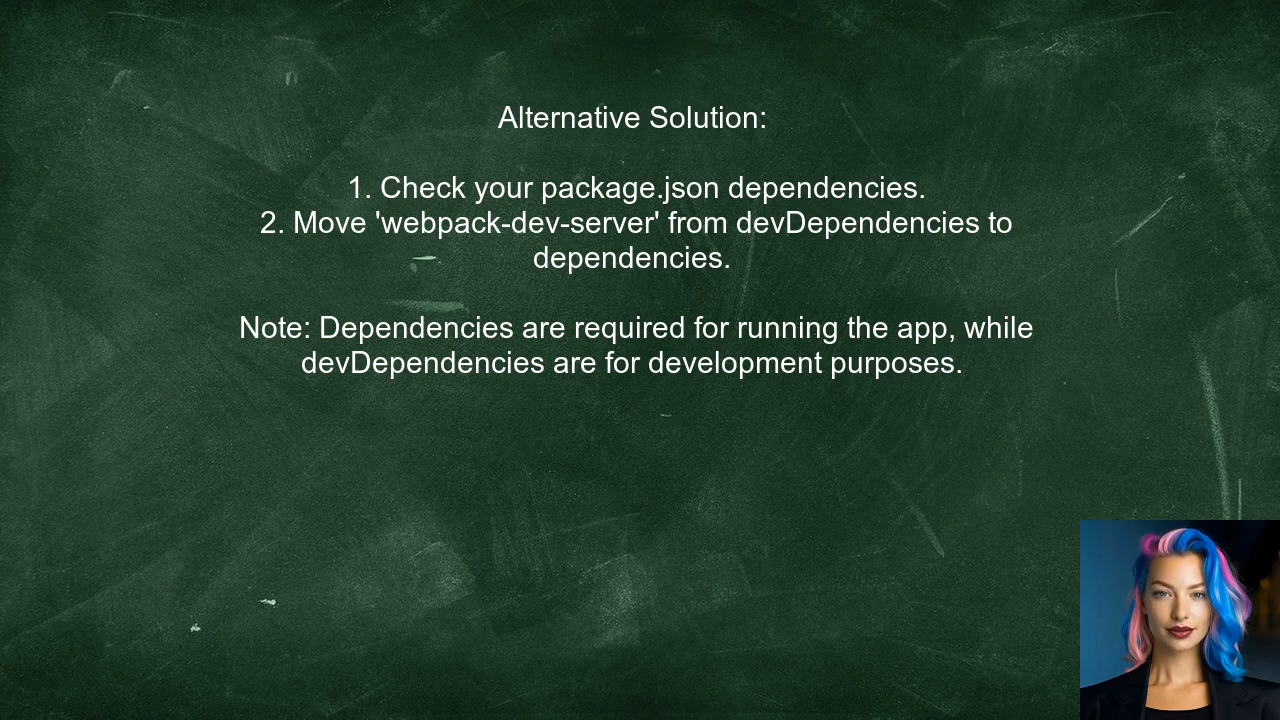 Alternative Solution:
1. Check your package.json dependencies.
2. Move 'webpack-dev-server' from devDependencies to
dependencies.
Note: Dependencies are required for running the app, while
devDependencies are for development purposes.